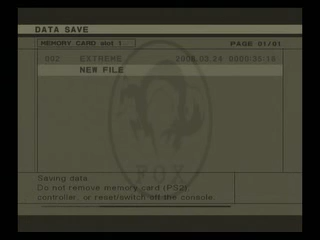 DATA SAVE
MEMORY CARD slot 1
PAGE 01/01
002 EXTREME
NEW FILE
FOX
Saving data.
Do not remove memory card (PS2),
controller, or reset/switch off the console.